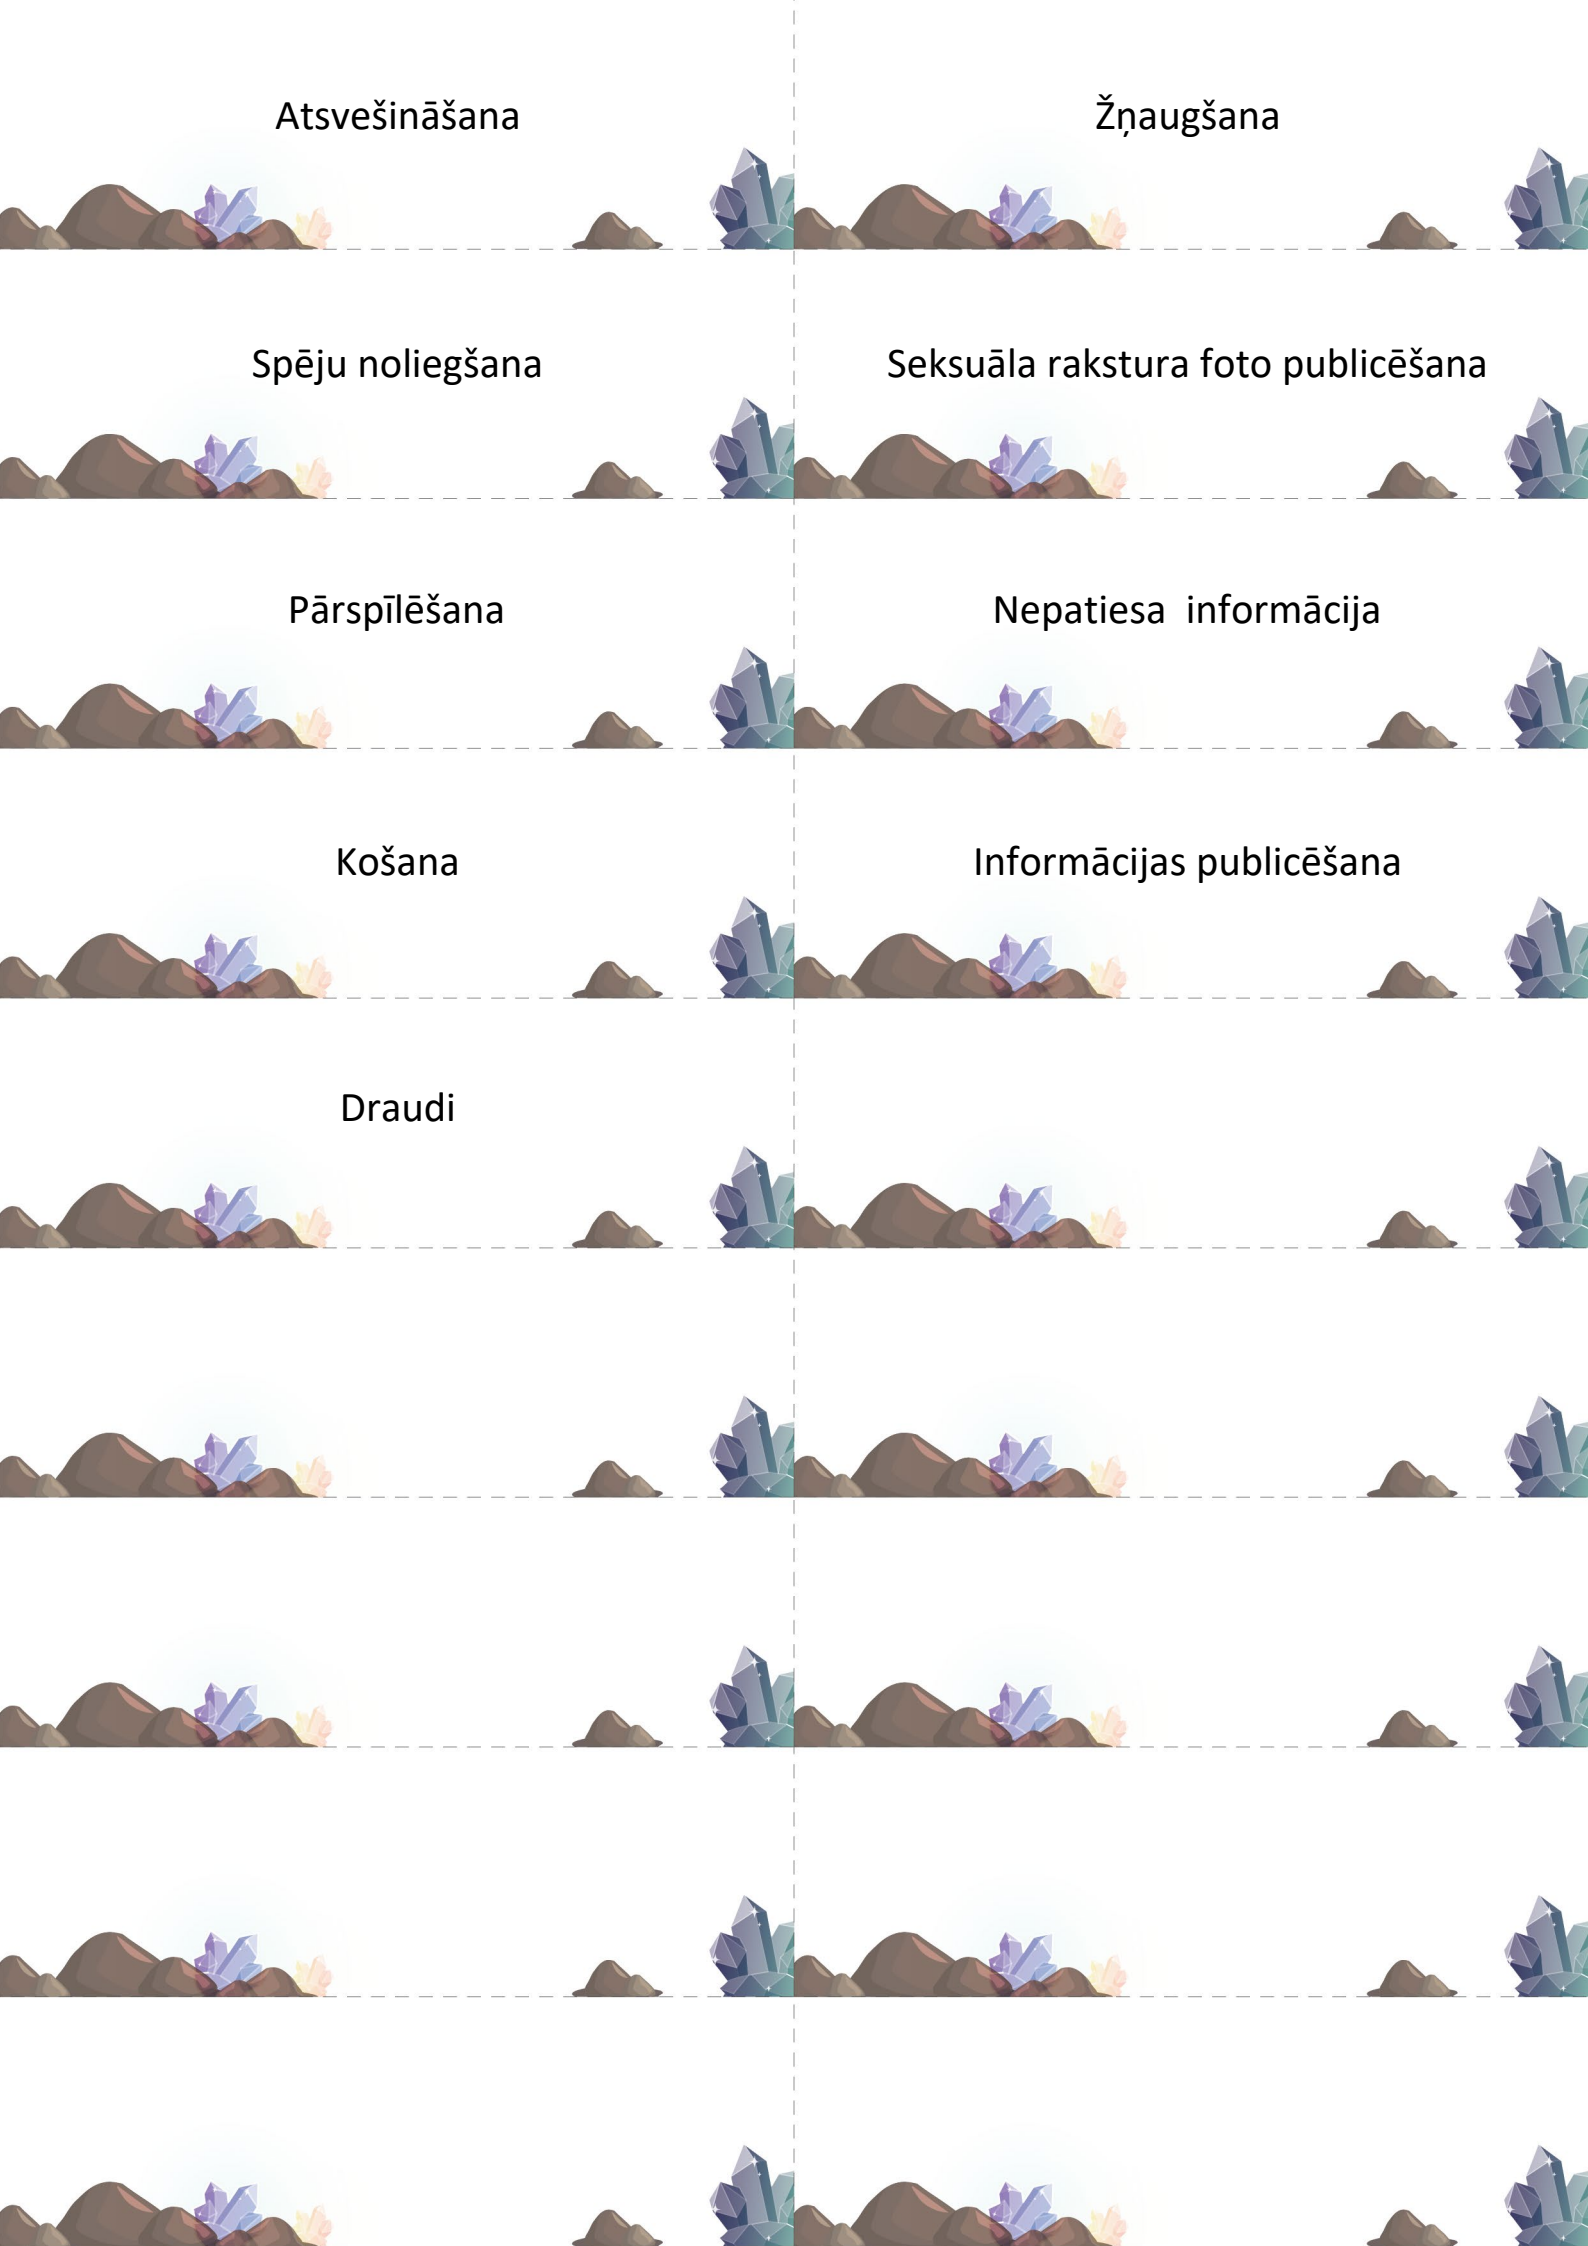 Atsvešināšana
Žņaugšana
Spēju noliegšana
Seksuāla rakstura foto publicēšana
Pārspīlēšana
Nepatiesa  informācija
Košana
Informācijas publicēšana
Draudi